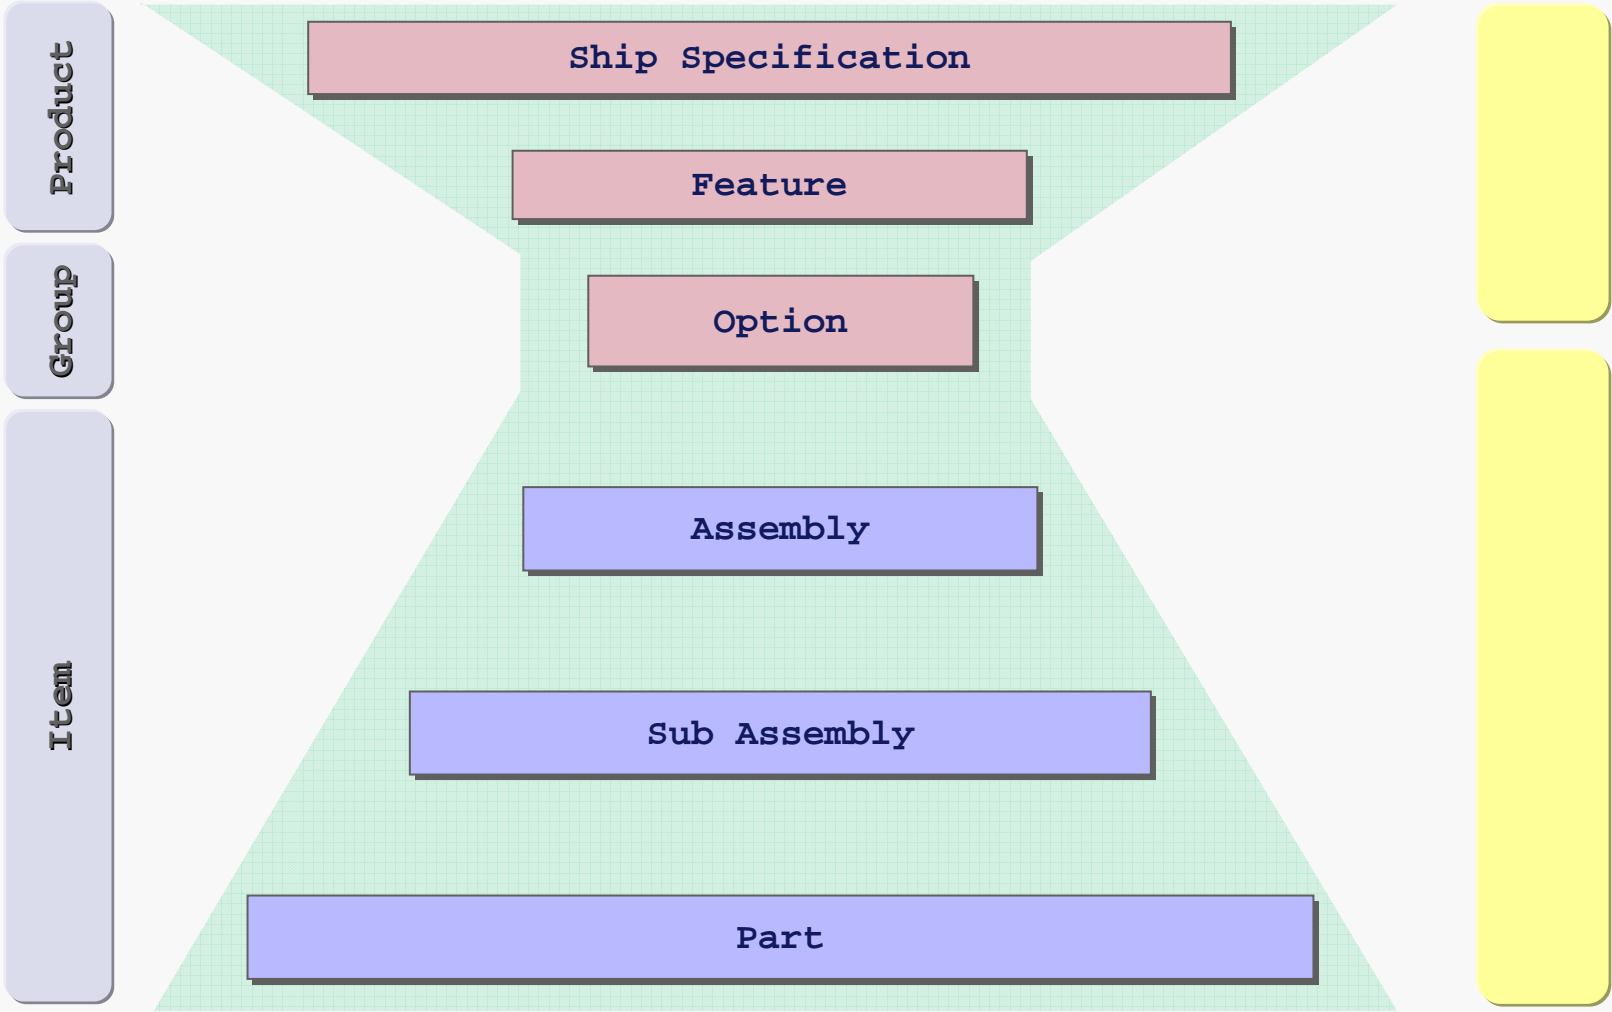 Product
Ship Specification
Feature
Group
Option
Item
Assembly
Sub Assembly
Part